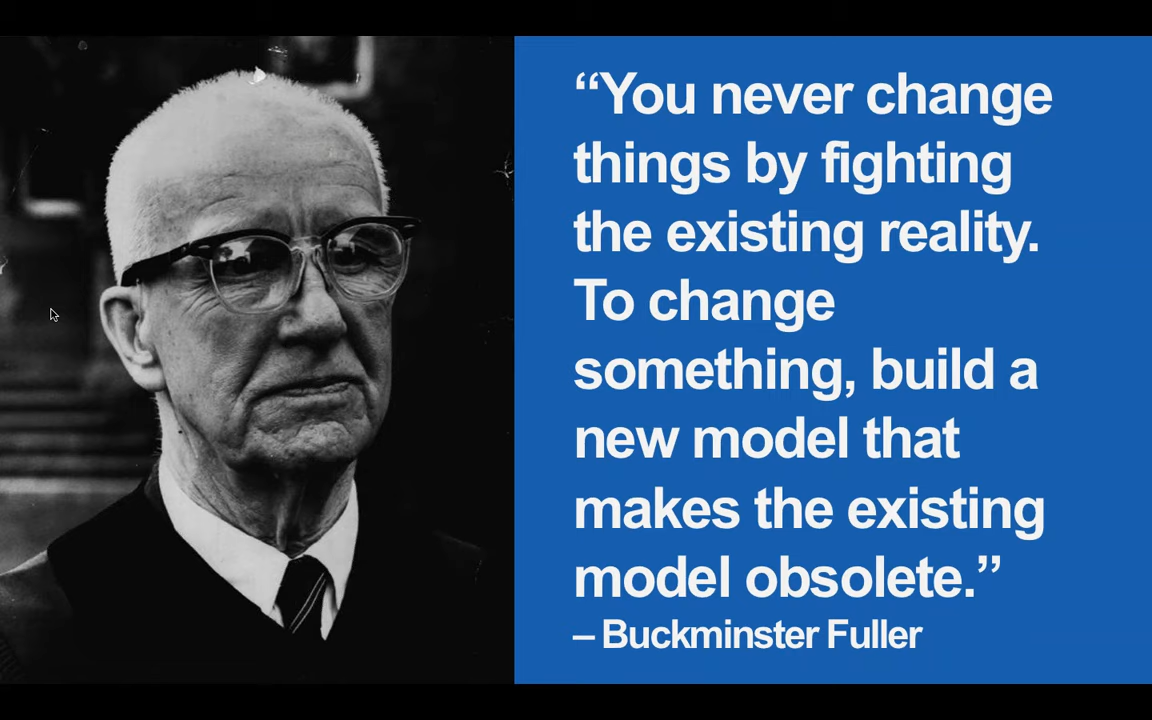 “You never change
things by fighting
the existing reality.
To change
something, build a
new model that
makes the existing
model obsolete.”
– Buckminster Fuller